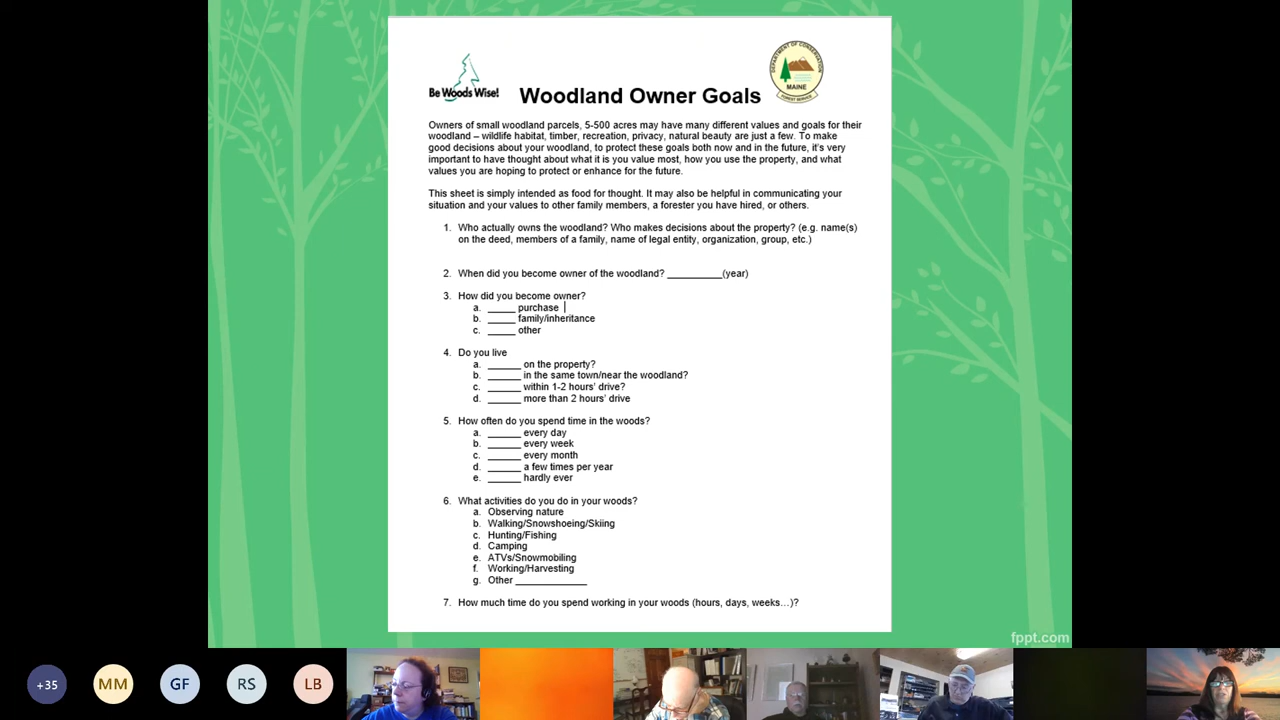 Be Woods Wise!
Woodland Owner Goals
DEPARTMENT OF CONSERVATION
MAINE
FOREST SERVICE
Owners of small woodland parcels, 5-500 acres may have many different values and goals for their
woodland – wildlife habitat, timber, recreation, privacy, natural beauty are just a few. To make
good decisions about your woodland, to protect these goals both now and in the future, it's very
important to have thought about what it is you value most, how you use the property, and what
values you are hoping to protect or enhance for the future.
This sheet is simply intended as food for thought. It may also be helpful in communicating your
situation and your values to other family members, a forester you have hired, or others.
1. Who actually owns the woodland? Who makes decisions about the property? (e.g. name(s)
on the deed, members of a family, name of legal entity, organization, group, etc.)
2. When did you become owner of the woodland? __________(year)
3. How did you become owner?
a. _____ purchase
b. _____ family/inheritance
c. _____ other
4. Do you live
a. ______ on the property?
b. ______ in the same town/near the woodland?
c. ______ within 1-2 hours' drive?
d. ______ more than 2 hours' drive
5. How often do you spend time in the woods?
a. ______ every day
b. ______ every week
c. ______ every month
d. ______ a few times per year
e. ______ hardly ever
6. What activities do you do in your woods?
a. Observing nature
b. Walking/Snowshoeing/Skiing
c. Hunting/Fishing
d. Camping
e. ATVs/Snowmobiling
f. Working/Harvesting
g. Other _____________
7. How much time do you spend working in your woods (hours, days, weeks…)?
fppt.com
+35
MM
GF
RS
LB